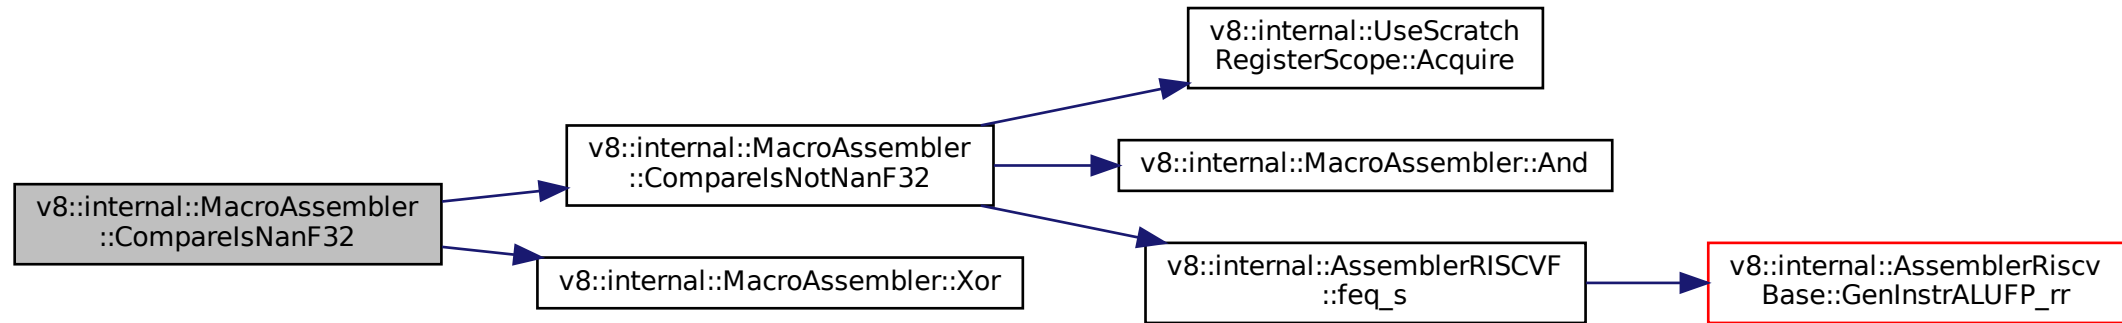 v8::internal::MacroAssembler
::CompareIsNanF32
v8::internal::MacroAssembler
::CompareIsNotNanF32
v8::internal::UseScratch
RegisterScope::Acquire
v8::internal::MacroAssembler::And
v8::internal::AssemblerRISCVF
::feq_s
v8::internal::AssemblerRiscv
Base::GenInstrALUFP_rr
v8::internal::MacroAssembler::Xor